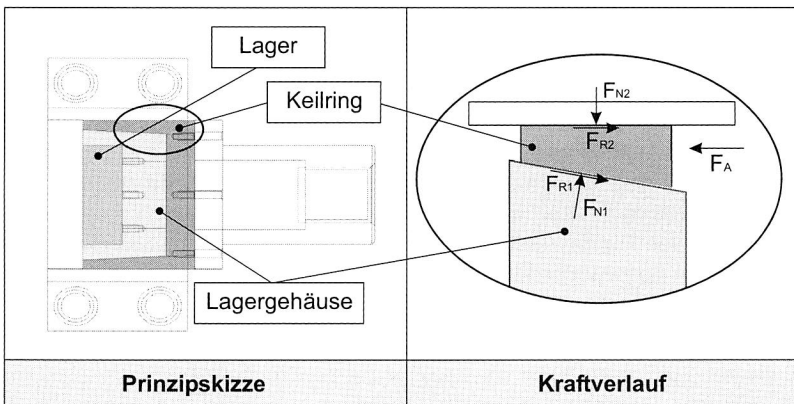 Lager
Keilring
Lagergehäuse
F_N2
F_R2
F_A
F_R1
F_N1
Prinzipskizze
Kraftverlauf